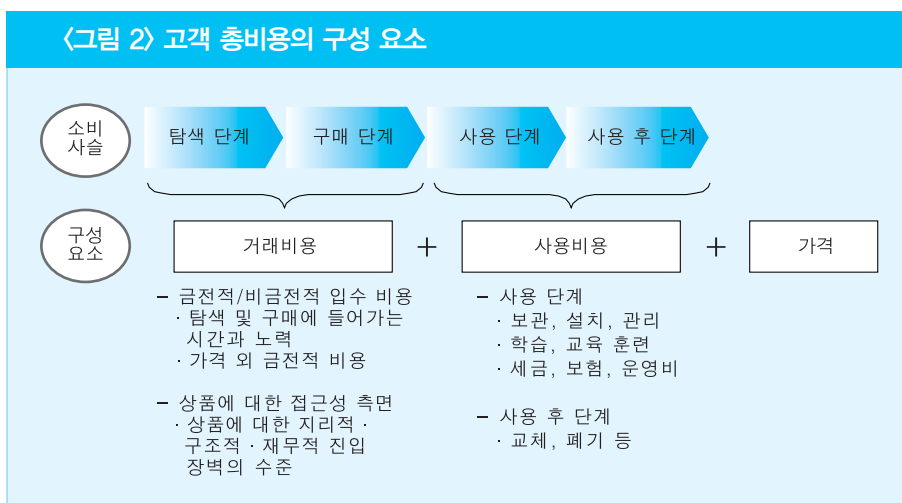 〈그림 2〉 고객 총비용의 구성 요소
소비
사슬
탐색 단계
구매 단계
사용 단계
사용 후 단계
구성
요소
거래비용
+
사용비용
+
가격
– 금전적/비금전적 입수 비용
· 탐색 및 구매에 들어가는
시간과 노력
· 가격 외 금전적 비용
– 상품에 대한 접근성 측면
· 상품에 대한 지리적 ·
구조적 · 재무적 진입
장벽의 수준
– 사용 단계
· 보관, 설치, 관리
· 학습, 교육 훈련
· 세금, 보험, 운영비
– 사용 후 단계
· 교체, 폐기 등